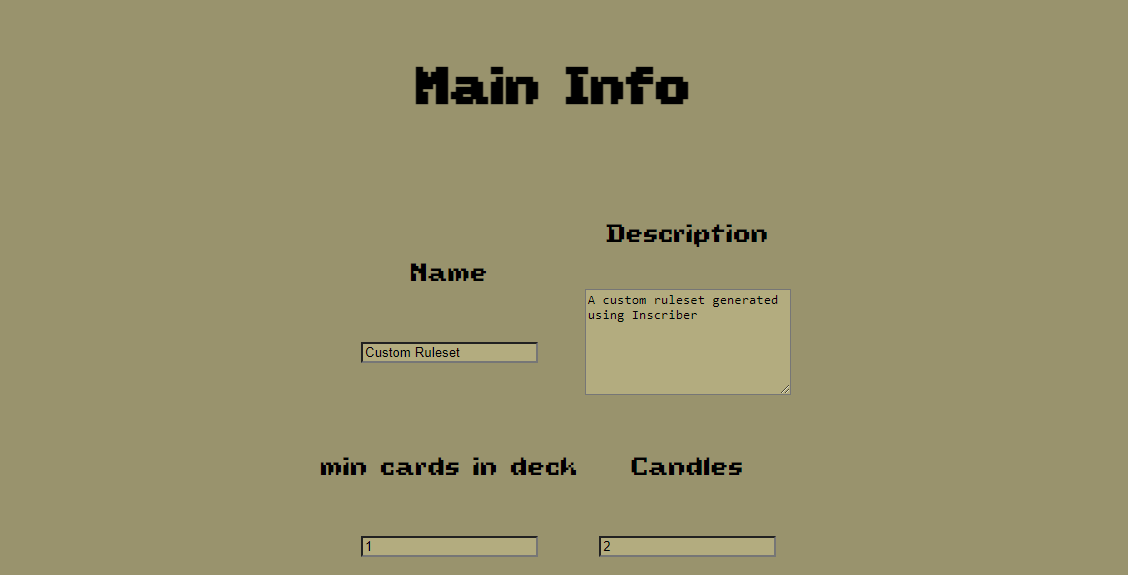 Main Info
Name
Custom Ruleset
Description
A custom ruleset generated
using Inscriber
min cards in deck
1
Candles
2